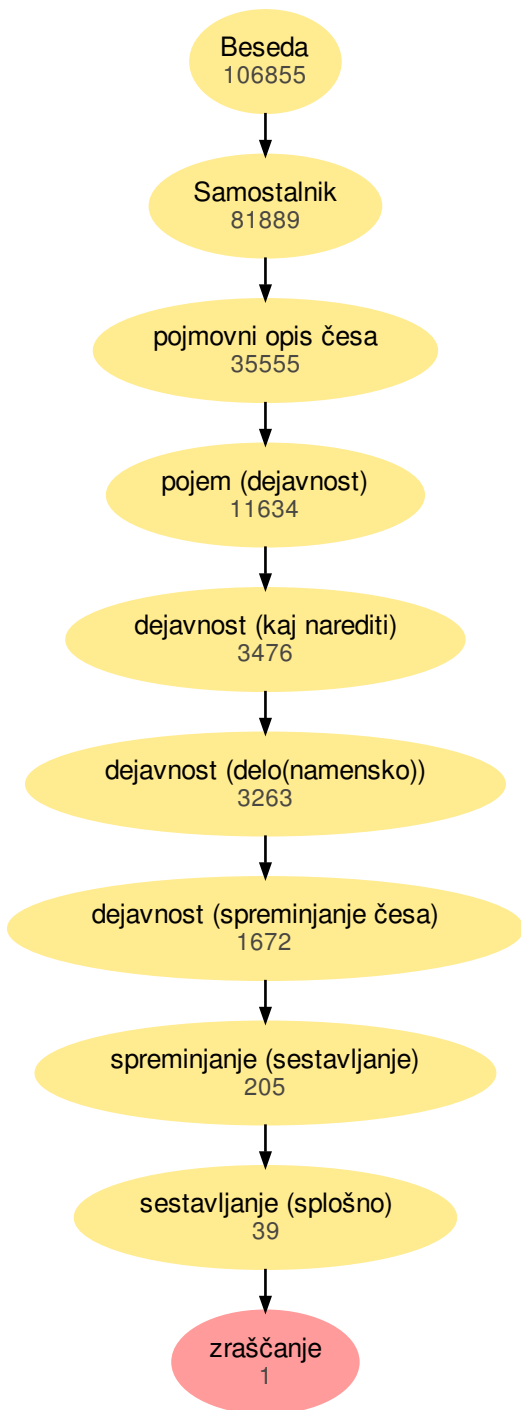 Beseda
106855
Samostalnik
81889
pojmovni opis česa
35555
pojem (dejavnost)
11634
dejavnost (kaj narediti)
3476
dejavnost (delo(namensko))
3263
dejavnost (spreminjanje česa)
1672
spreminjanje (sestavljanje)
205
sestavljanje (splošno)
39
zraščanje
1